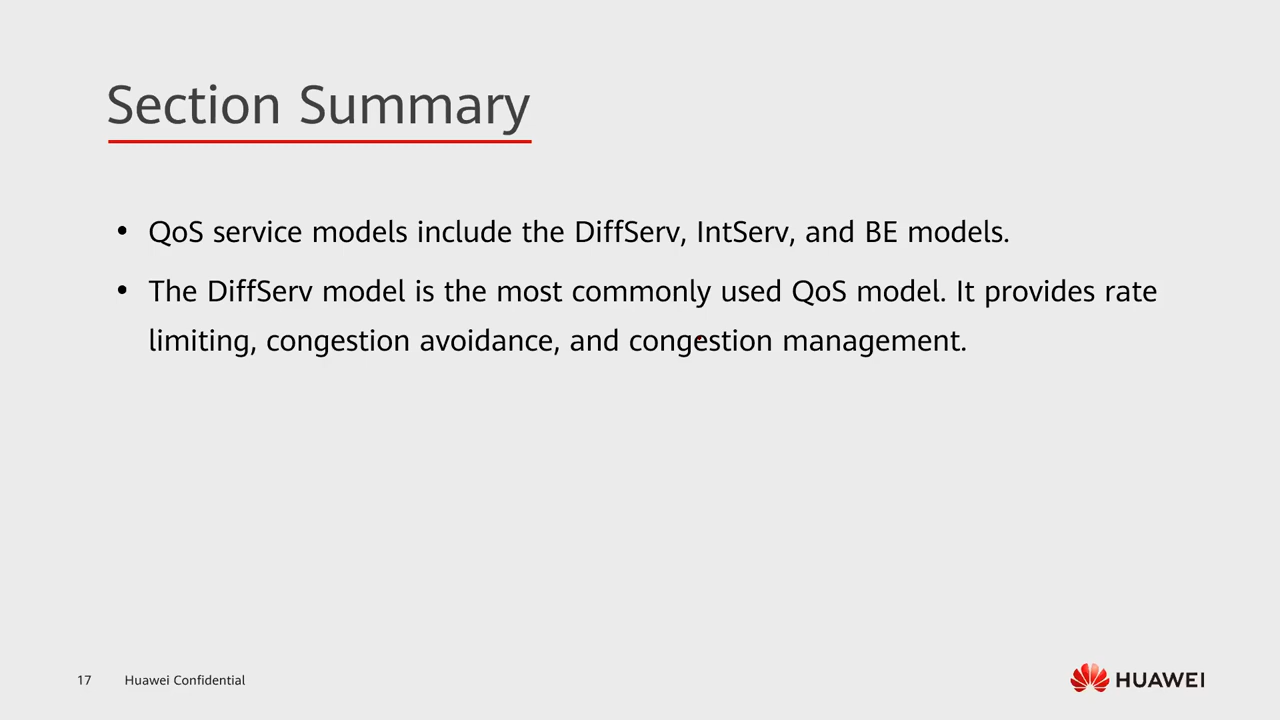 Section Summary
• QoS service models include the DiffServ, IntServ, and BE models.
• The DiffServ model is the most commonly used QoS model. It provides rate
limiting, congestion avoidance, and congestion management.
17 Huawei Confidential
HUAWEI